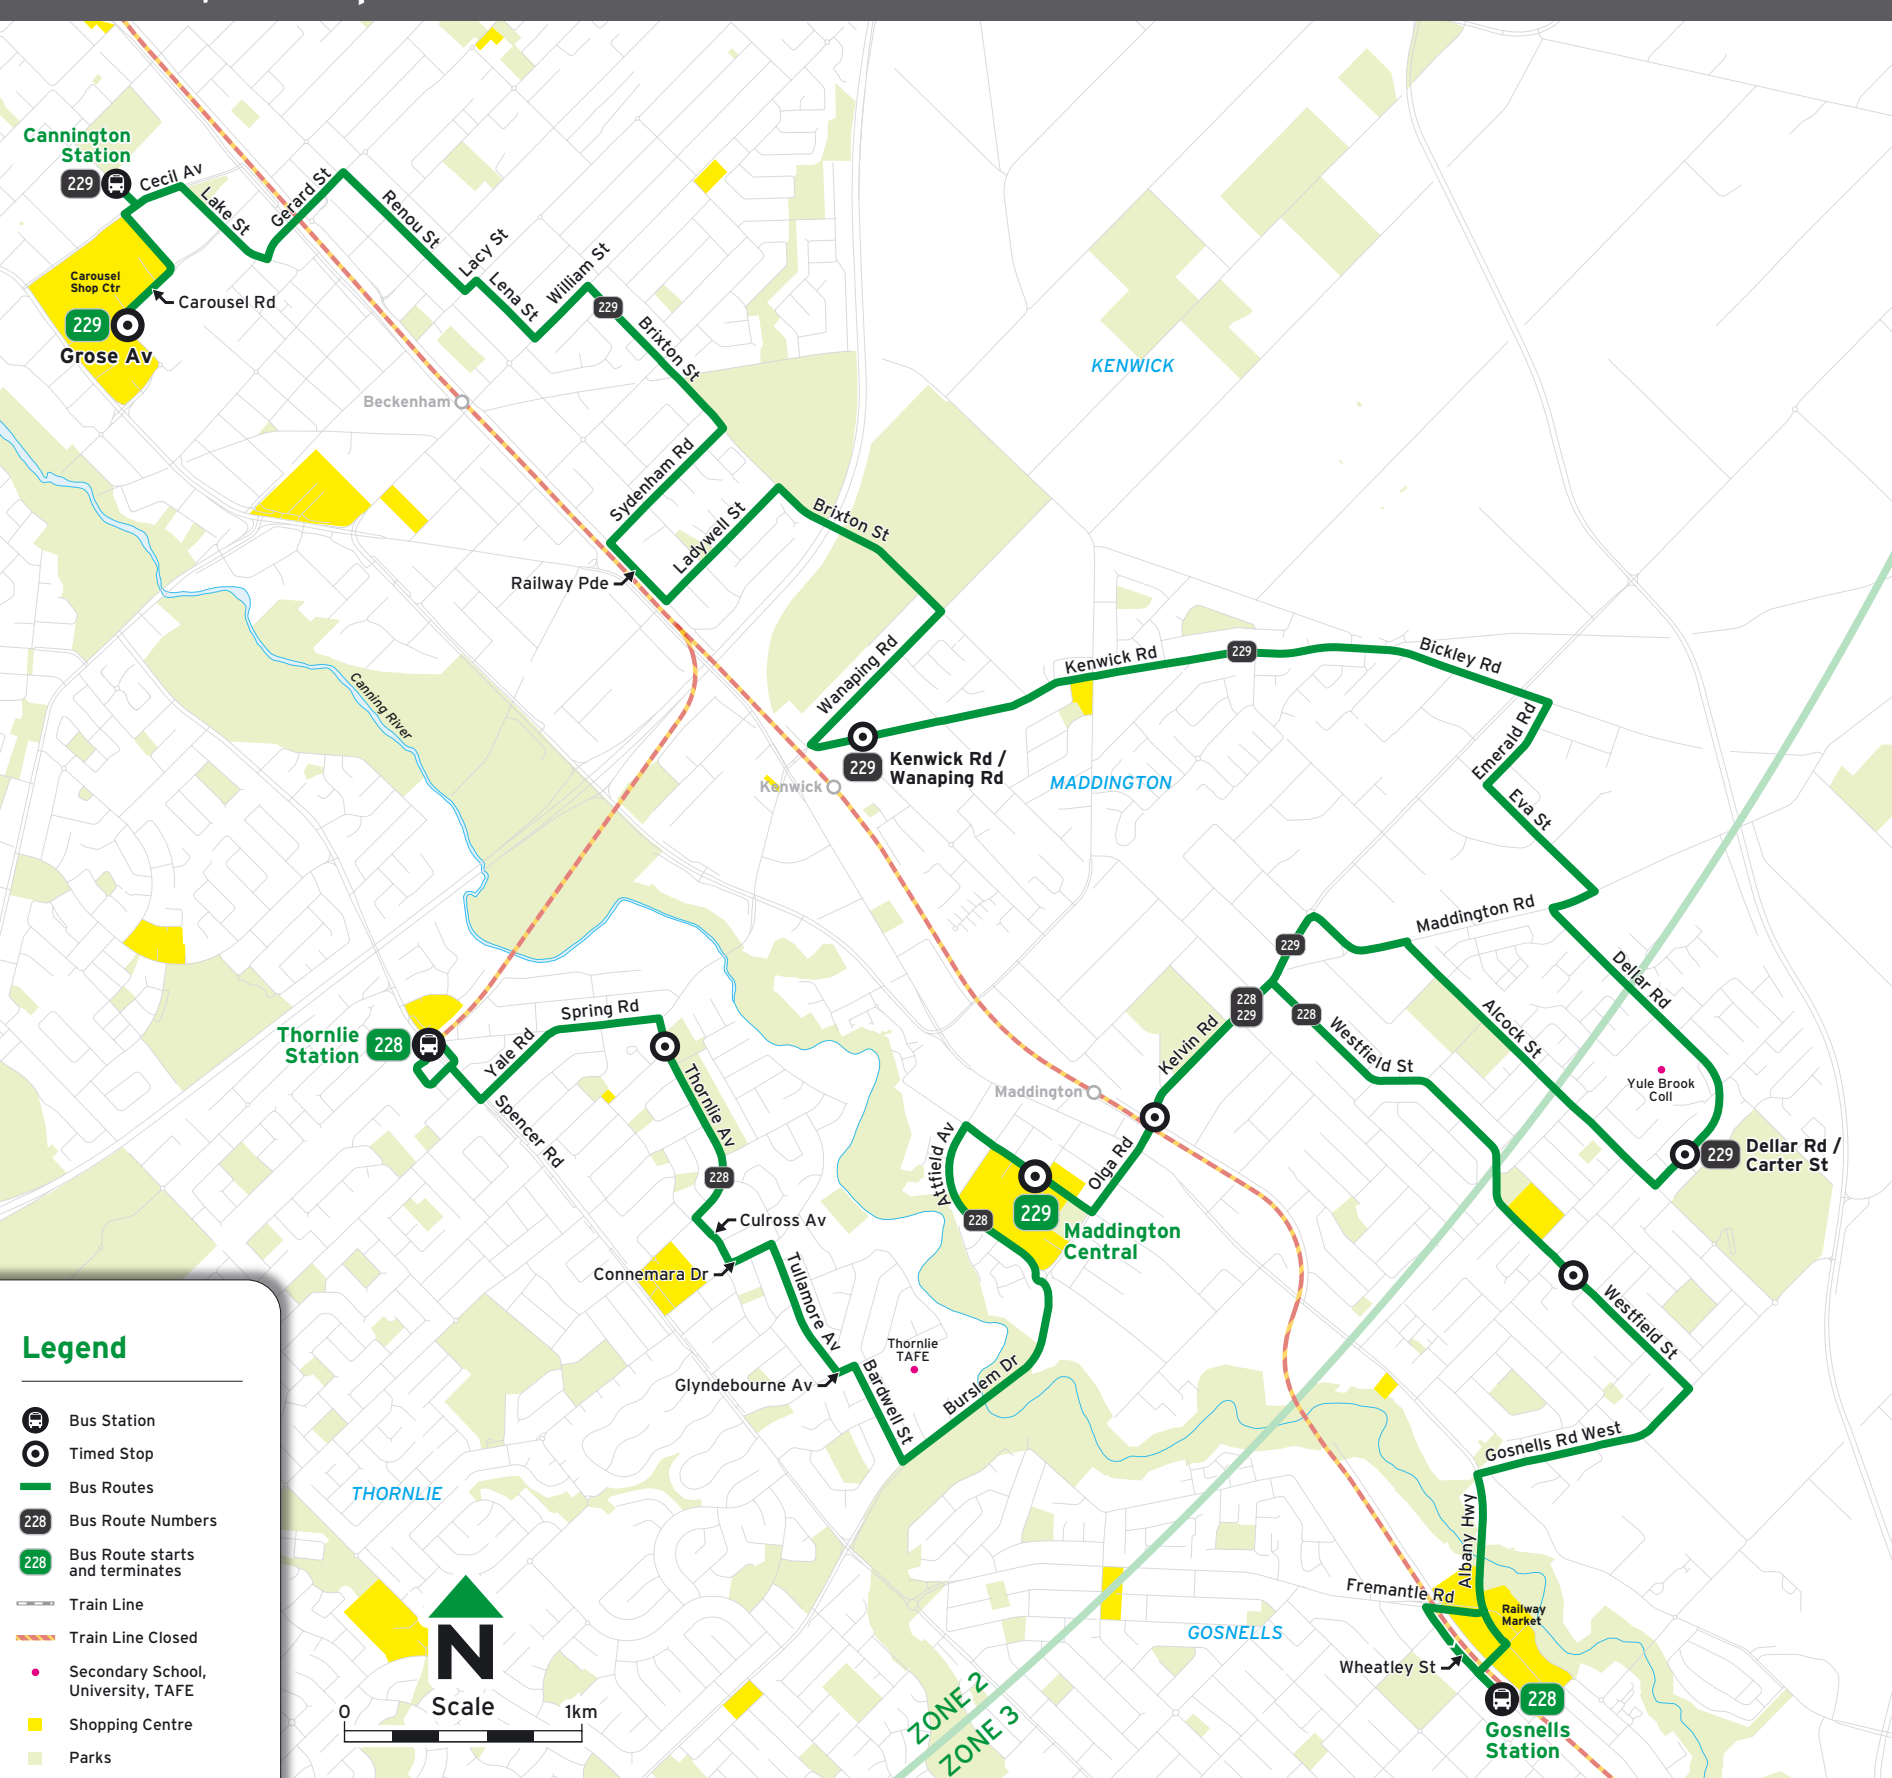 Cannington
Station
229
Cecil Av
Lake St
Gerard St
Renou St
Lacy St
Lena St
William St
229
Brixton St
Carousel
Shop Ctr
Carousel Rd
229
Grose Av
Beckenham
KENWICK
Sydenham Rd
Ladywell St
Brixton St
Railway Pde
Wanaping Rd
Kenwick Rd
229
Bickley Rd
Canning River
Emerald Rd
229
Kenwick Rd /
Wanaping Rd
Kenwick
MADDINGTON
Eva St
Maddington Rd
229
Dellar Rd
228
229
228
Westfield St
Alcock St
Kelvin Rd
Spring Rd
Yale Rd
Thornlie
Station
228
Thornlie Av
Spencer Rd
Maddington
Yule Brook
Coll
Olga Rd
Attfield Av
229
Dellar Rd /
Carter St
228
228
229
Maddington
Central
Culross Av
Connemara Dr
Tullamore Av
Westfield St
Thornlie
TAFE
Glyndebourne Av
Bardwell St
Burslem Dr
Gosnells Rd West
THORNLIE
Albany Hwy
Fremantle Rd
Railway
Market
GOSNELLS
Wheatley St
228
Gosnells
Station
ZONE 2
ZONE 3
Legend
Bus Station
Timed Stop
Bus Routes
228
Bus Route Numbers
228
Bus Route starts
and terminates
Train Line
Train Line Closed
Secondary School,
University, TAFE
Shopping Centre
Parks
N
Scale
0
1km